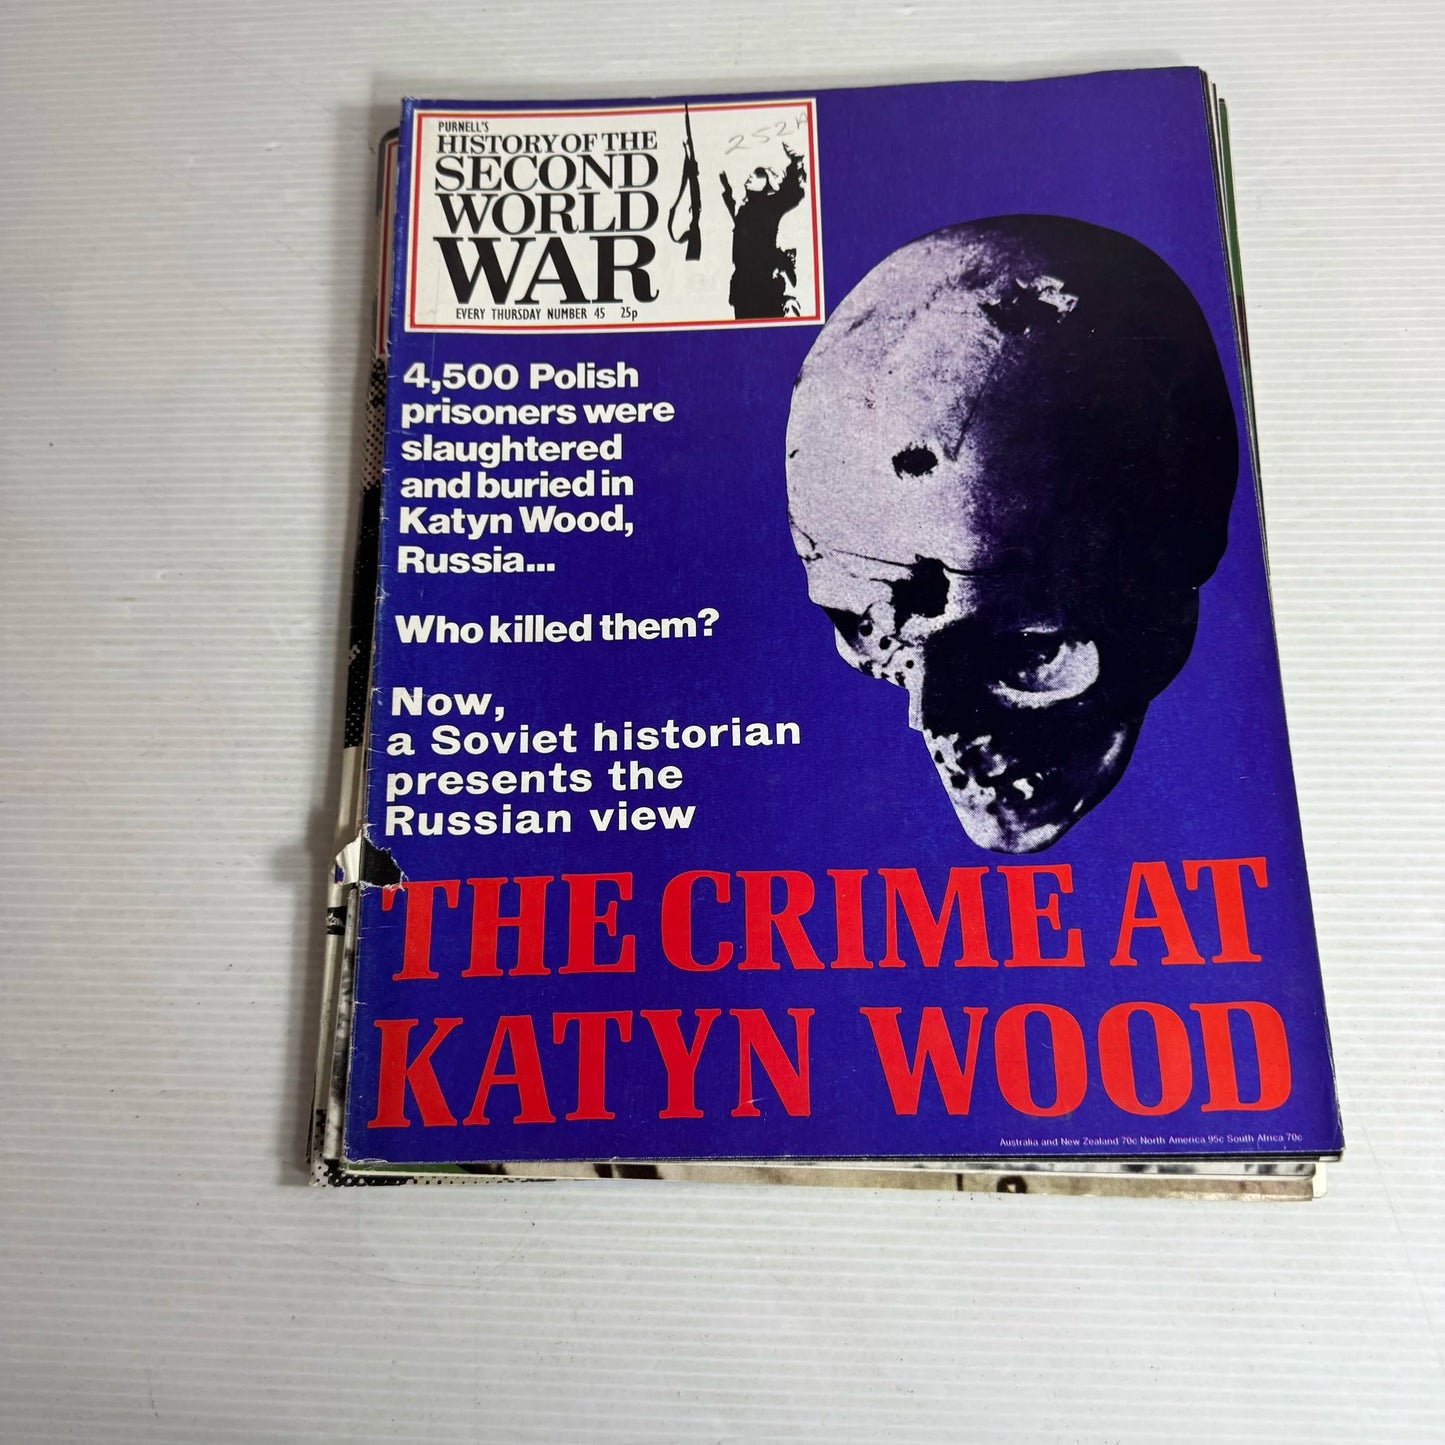 252A
PURNELL'S
HISTORY OF THE
SECOND
WORLD
WAR
EVERY THURSDAY NUMBER 45 25p
4,500 Polish
prisoners were
slaughtered
and buried in
Katyn Wood,
Russia...
Who killed them?
Now,
a Soviet historian
presents the
Russian view
THE CRIME AT
KATYN WOOD
Australia and New Zealand 70c North America 95c South Africa 70c